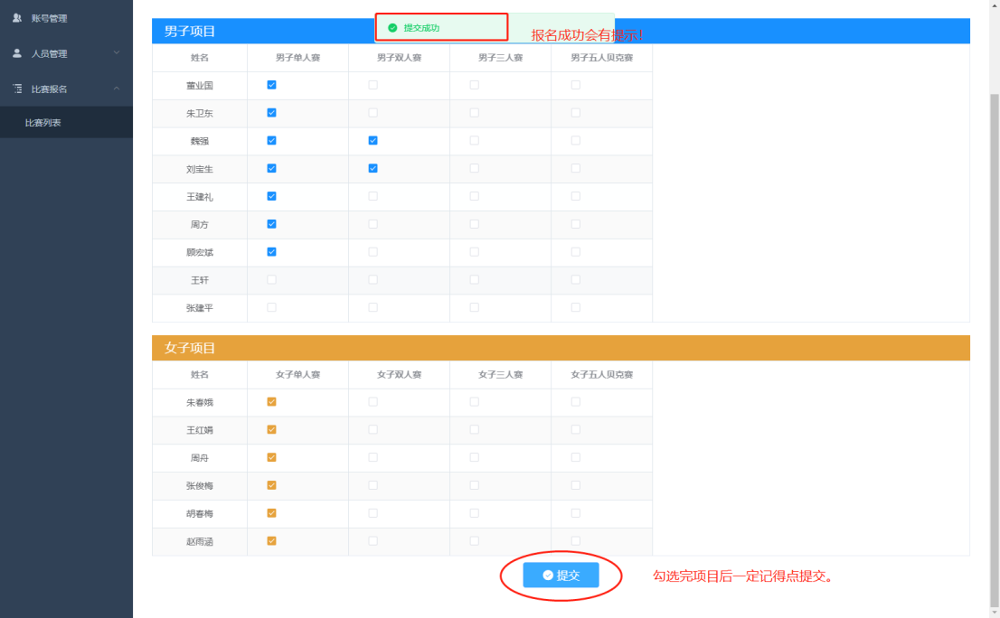 账号管理
人员管理
比赛报名
比赛列表
男子项目
提交成功
报名成功会有提示！
姓名 男子单人赛 男子双人赛 男子三人赛 男子五人贝克赛
董业国
朱卫东
魏强
刘宝生
王建礼
周方
顾宏斌
王轩
张建平
女子项目
姓名 女子单人赛 女子双人赛 女子三人赛 女子五人贝克赛
朱春娥
王红娟
周舟
张俊梅
胡春梅
赵雨涵
提交
勾选完项目后一定记得点提交。